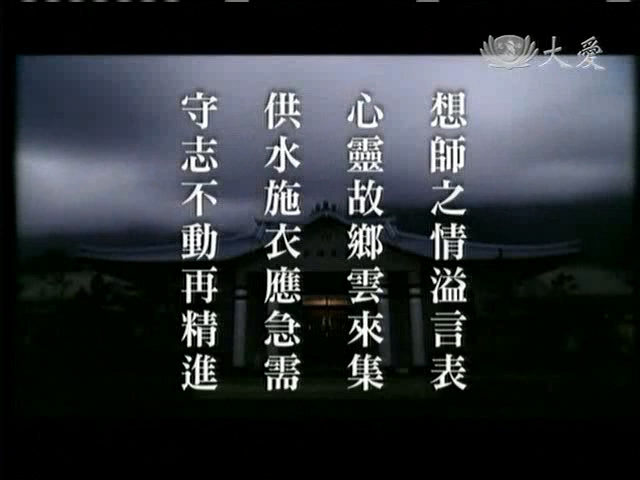 大愛
想師之情溢言表
心靈故鄉雲來集
供水施衣應急需
守志不動再精進